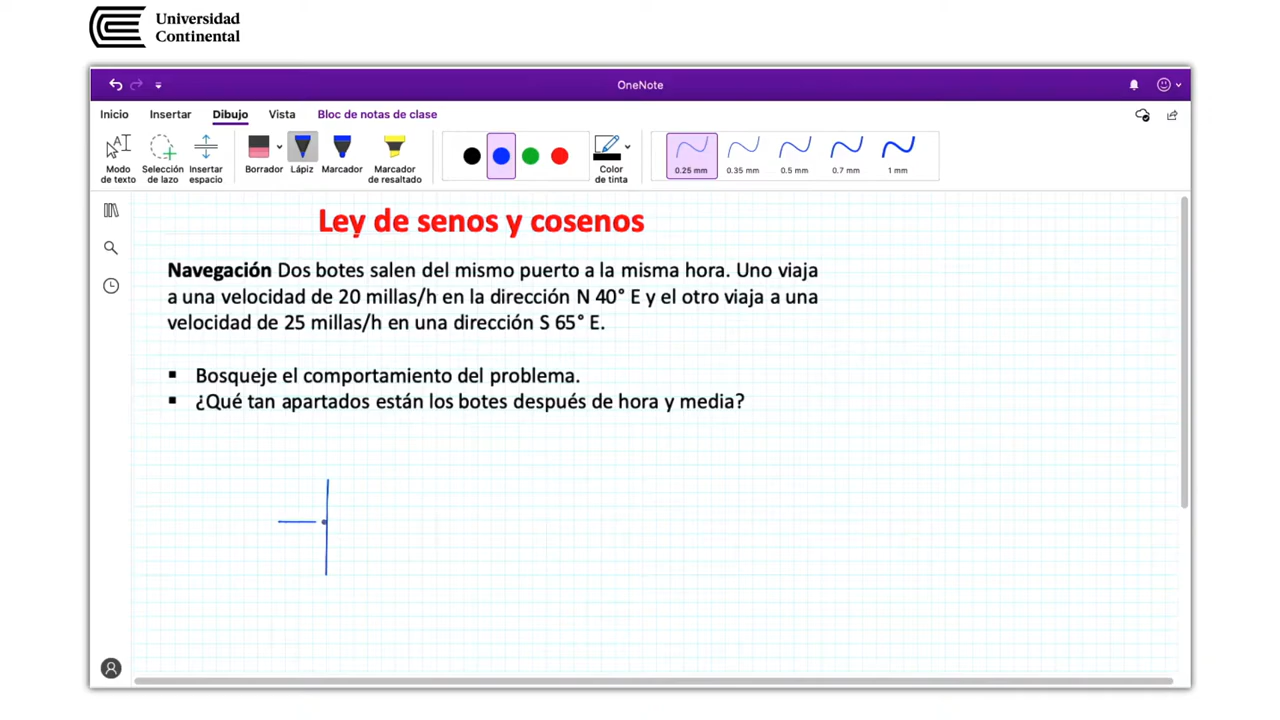 Universidad
Continental
OneNote
Inicio Insertar Dibujo Vista Bloc de notas de clase
Modo
de texto
Selección
de lazo
Insertar
espacio
Borrador
Lápiz
Marcador
Marcador
de resaltado
Color
de tinta
0.25 mm
0.35 mm
0.5 mm
0.7 mm
1 mm
Ley de senos y cosenos
Navegación Dos botes salen del mismo puerto a la misma hora. Uno viaja
a una velocidad de 20 millas/h en la dirección N 40° E y el otro viaja a una
velocidad de 25 millas/h en una dirección S 65° E.
▪ Bosqueje el comportamiento del problema.
▪ ¿Qué tan apartados están los botes después de hora y media?